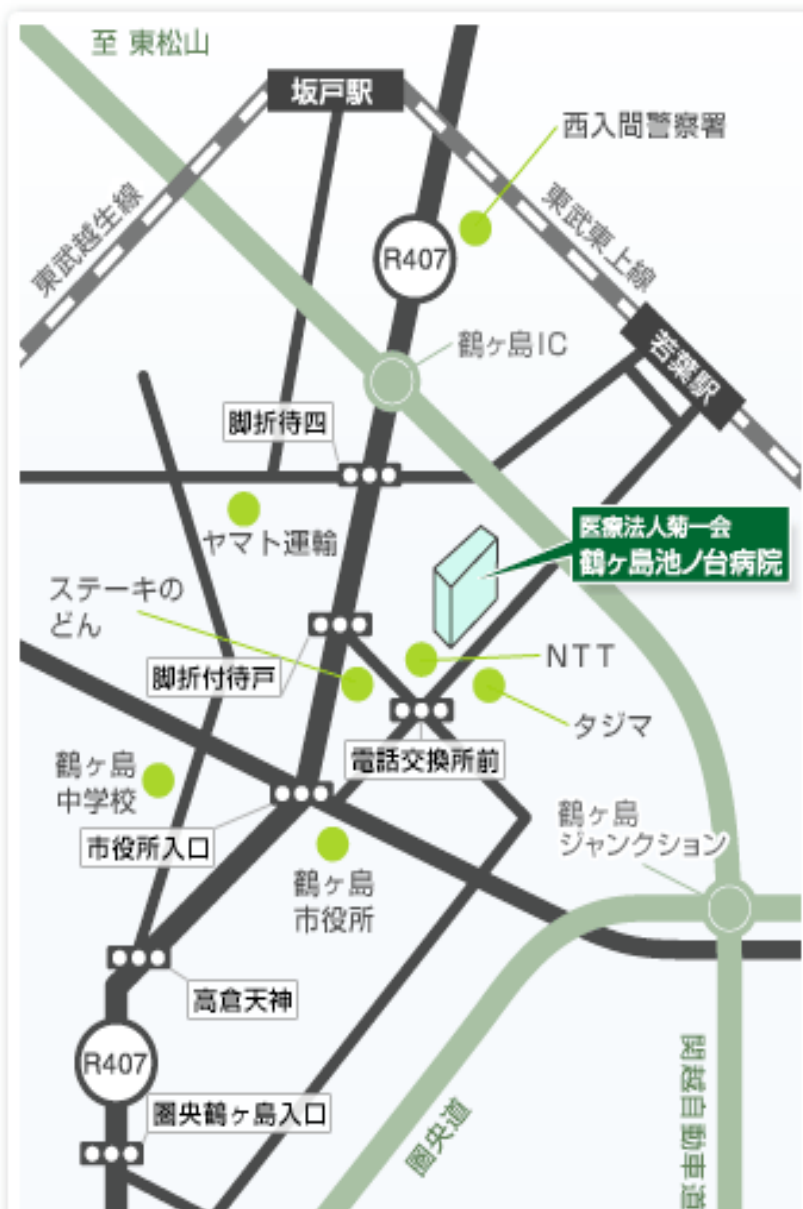 至 東松山
坂戸駅
西入間警察署
東武越生線
東武東上線
R407
鶴ヶ島IC
若葉駅
脚折待四
ヤマト運輸
医療法人菊一会
鶴ヶ島池ノ台病院
ステーキの
どん
脚折付待戸
NTT
タジマ
電話交換所前
鶴ヶ島
中学校
市役所入口
鶴ヶ島
ジャンクション
鶴ヶ島
市役所
高倉天神
R407
圏央鶴ヶ島入口
圏央道
関越自動車道